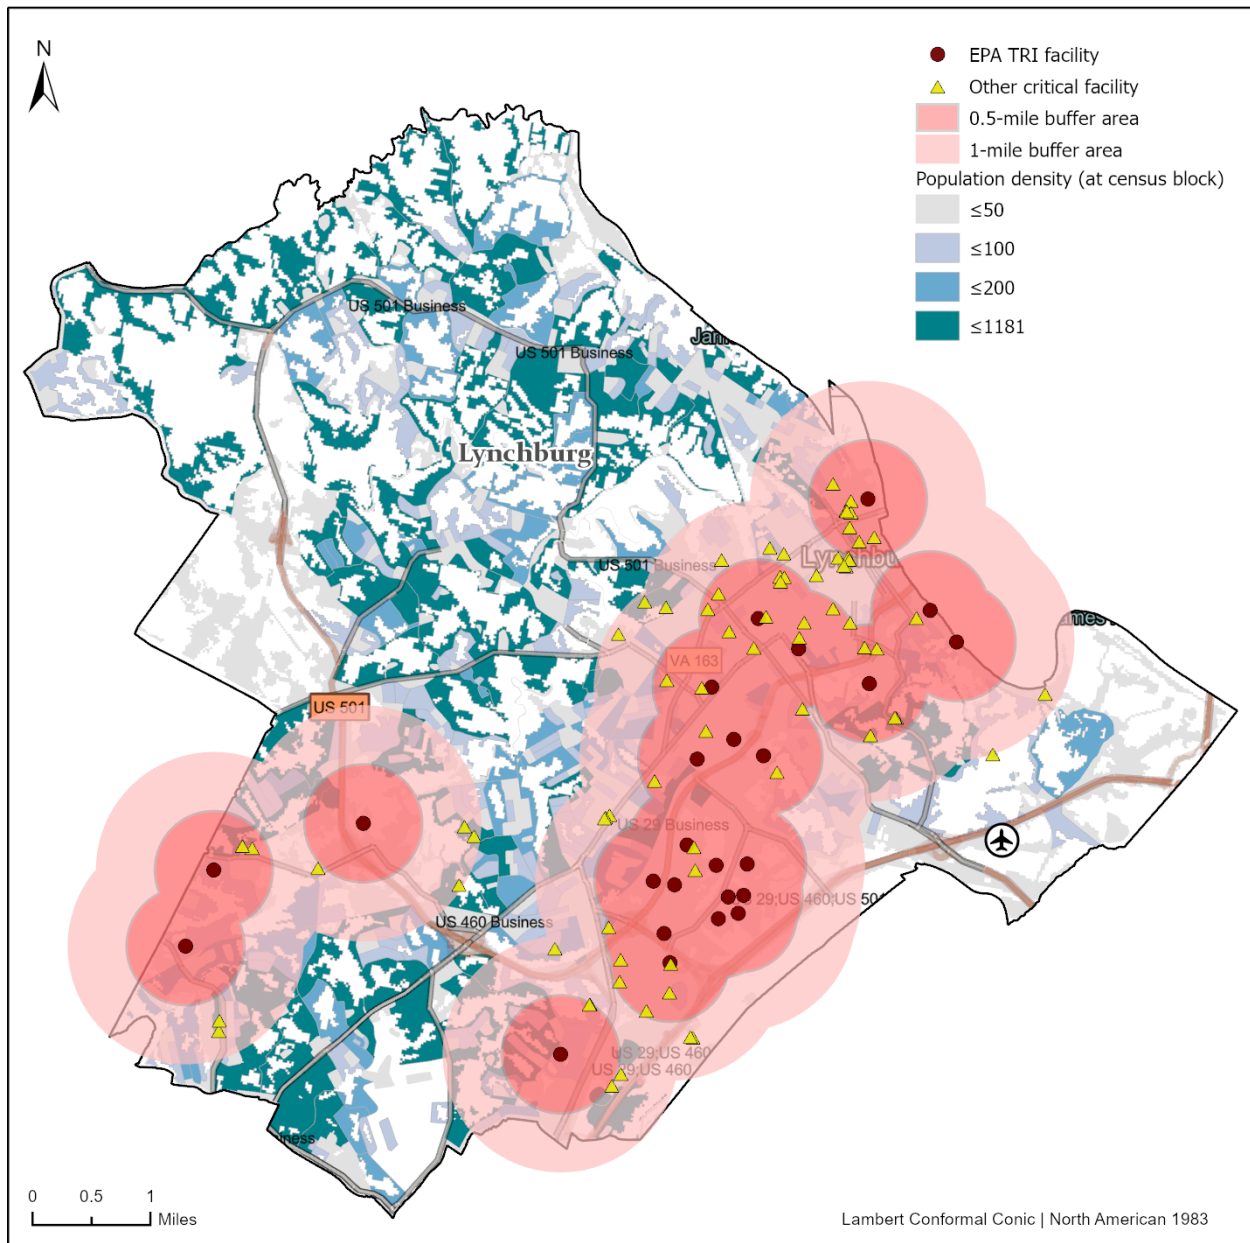 N
EPA TRI facility
Other critical facility
0.5-mile buffer area
1-mile buffer area
Population density (at census block)
≤50
≤100
≤200
≤1181
US 501 Business
US 501 Business
Lynchburg
US 501 Business
VA 163
US 501
US 29 Business
29;US 460;US 50
US 460 Business
US 29;US 460
US 29;US 460
0
0.5
1
Miles
Lambert Conformal Conic | North American 1983